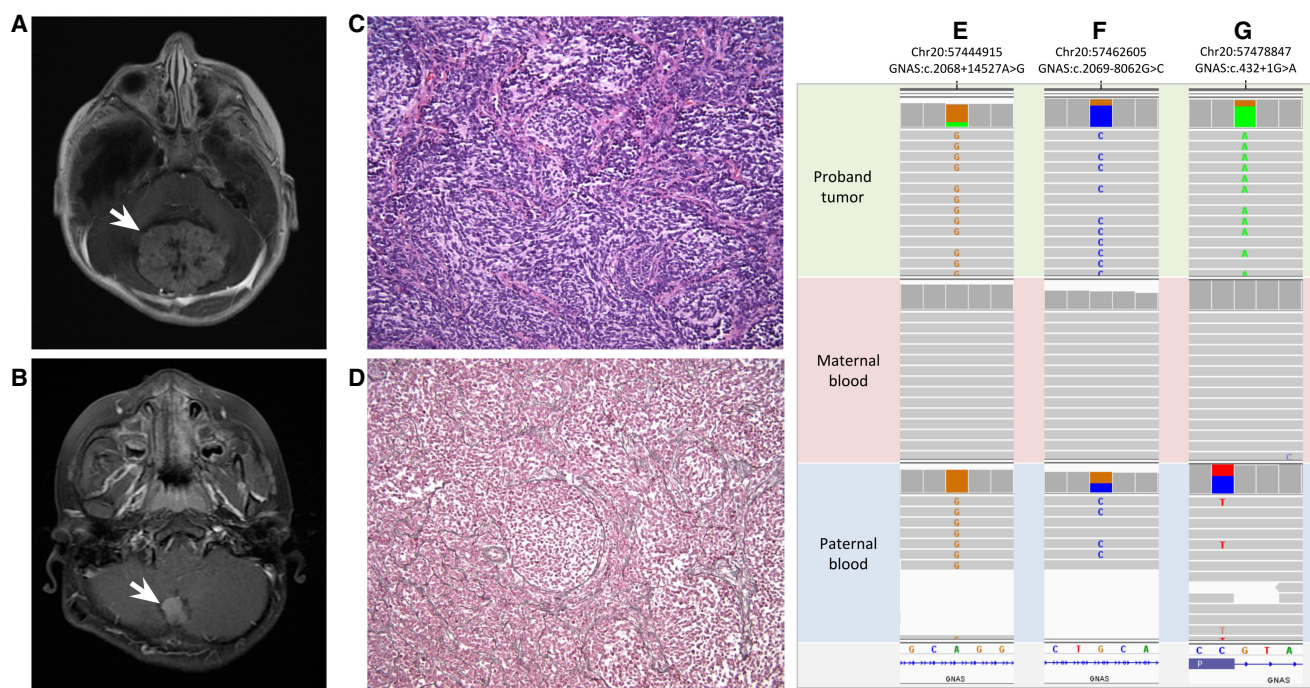 A
B
C
D
E
Chr20:57444915
GNAS:c.2068+14527A>G
F
Chr20:57462605
GNAS:c.2069-8062G>C
G
Chr20:57478847
GNAS:c.432+1G>A
Proband
tumor
G
G
G
G
G
G
G
G
G
G
G
C
C
C
C
C
C
C
C
C
C
A
A
A
A
A
A
A
A
A
A
A
Maternal
blood
C
Paternal
blood
G
G
G
G
G
G
G
G
C
C
C
C
T
T
T
T
G C A G G
GNAS
C T G C A
GNAS
C C G T A
P
GNAS